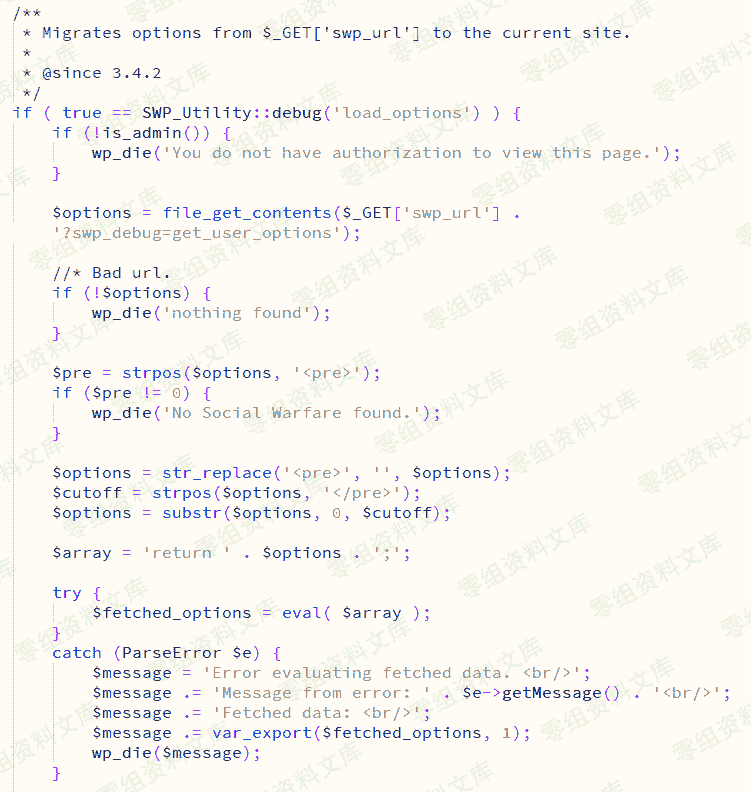 /**
 * Migrates options from $_GET['swp_url'] to the current site.
 *
 * @since 3.4.2
 */
if ( true == SWP_Utility::debug('load_options') ) {
    if (!is_admin()) {
        wp_die('You do not have authorization to view this page.');
    }

    $options = file_get_contents($_GET['swp_url'] .
    '?swp_debug=get_user_options');

    //* Bad url.
    if (!$options) {
        wp_die('nothing found');
    }

    $pre = strpos($options, '<pre>');
    if ($pre != 0) {
        wp_die('No Social Warfare found.');
    }

    $options = str_replace('<pre>', '', $options);
    $cutoff = strpos($options, '</pre>');
    $options = substr($options, 0, $cutoff);

    $array = 'return ' . $options . ';';

    try {
        $fetched_options = eval( $array );
    }
    catch (ParseError $e) {
        $message = 'Error evaluating fetched data. <br/>';
        $message .= 'Message from error: ' . $e->getMessage() . '<br/>';
        $message .= 'Fetched data: <br/>';
        $message .= var_export($fetched_options, 1);
        wp_die($message);
    }
零组资料文库